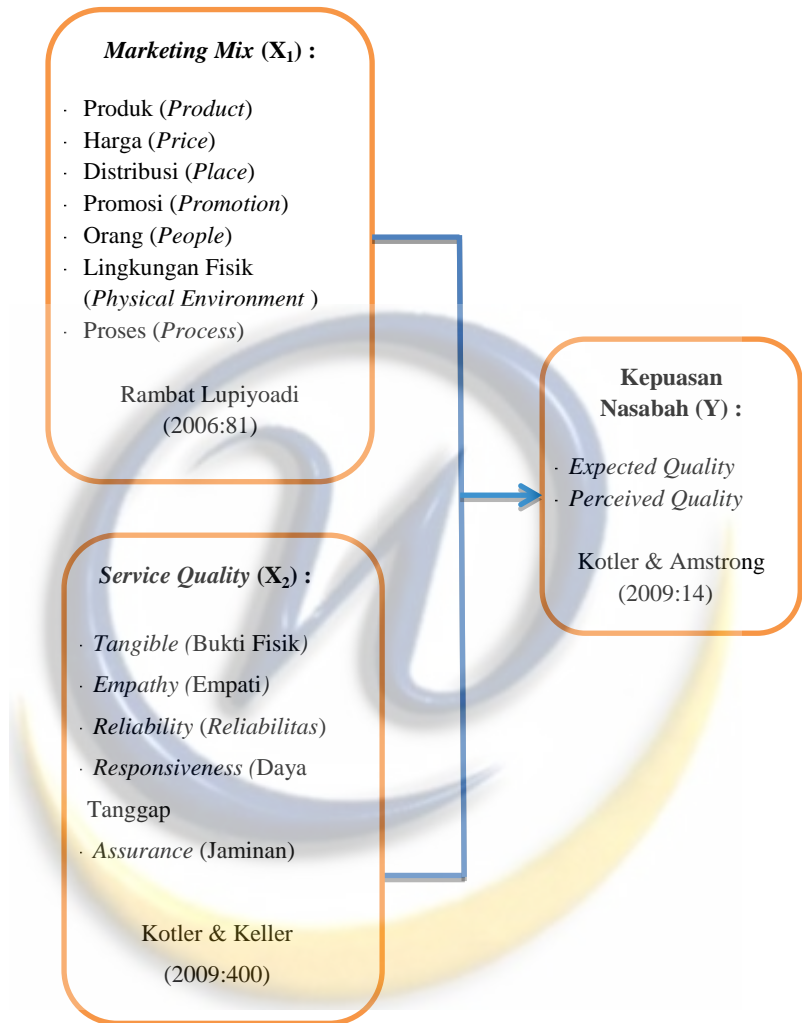 Marketing Mix (X₁) :
· Produk (Product)
· Harga (Price)
· Distribusi (Place)
· Promosi (Promotion)
· Orang (People)
· Lingkungan Fisik
(Physical Environment )
· Proses (Process)
Rambat Lupiyoadi
(2006:81)
Service Quality (X₂) :
· Tangible (Bukti Fisik)
· Empathy (Empati)
· Reliability (Reliabilitas)
· Responsiveness (Daya
Tanggap
· Assurance (Jaminan)
Kotler & Keller
(2009:400)
Kepuasan
Nasabah (Y) :
· Expected Quality
· Perceived Quality
Kotler & Amstrong
(2009:14)